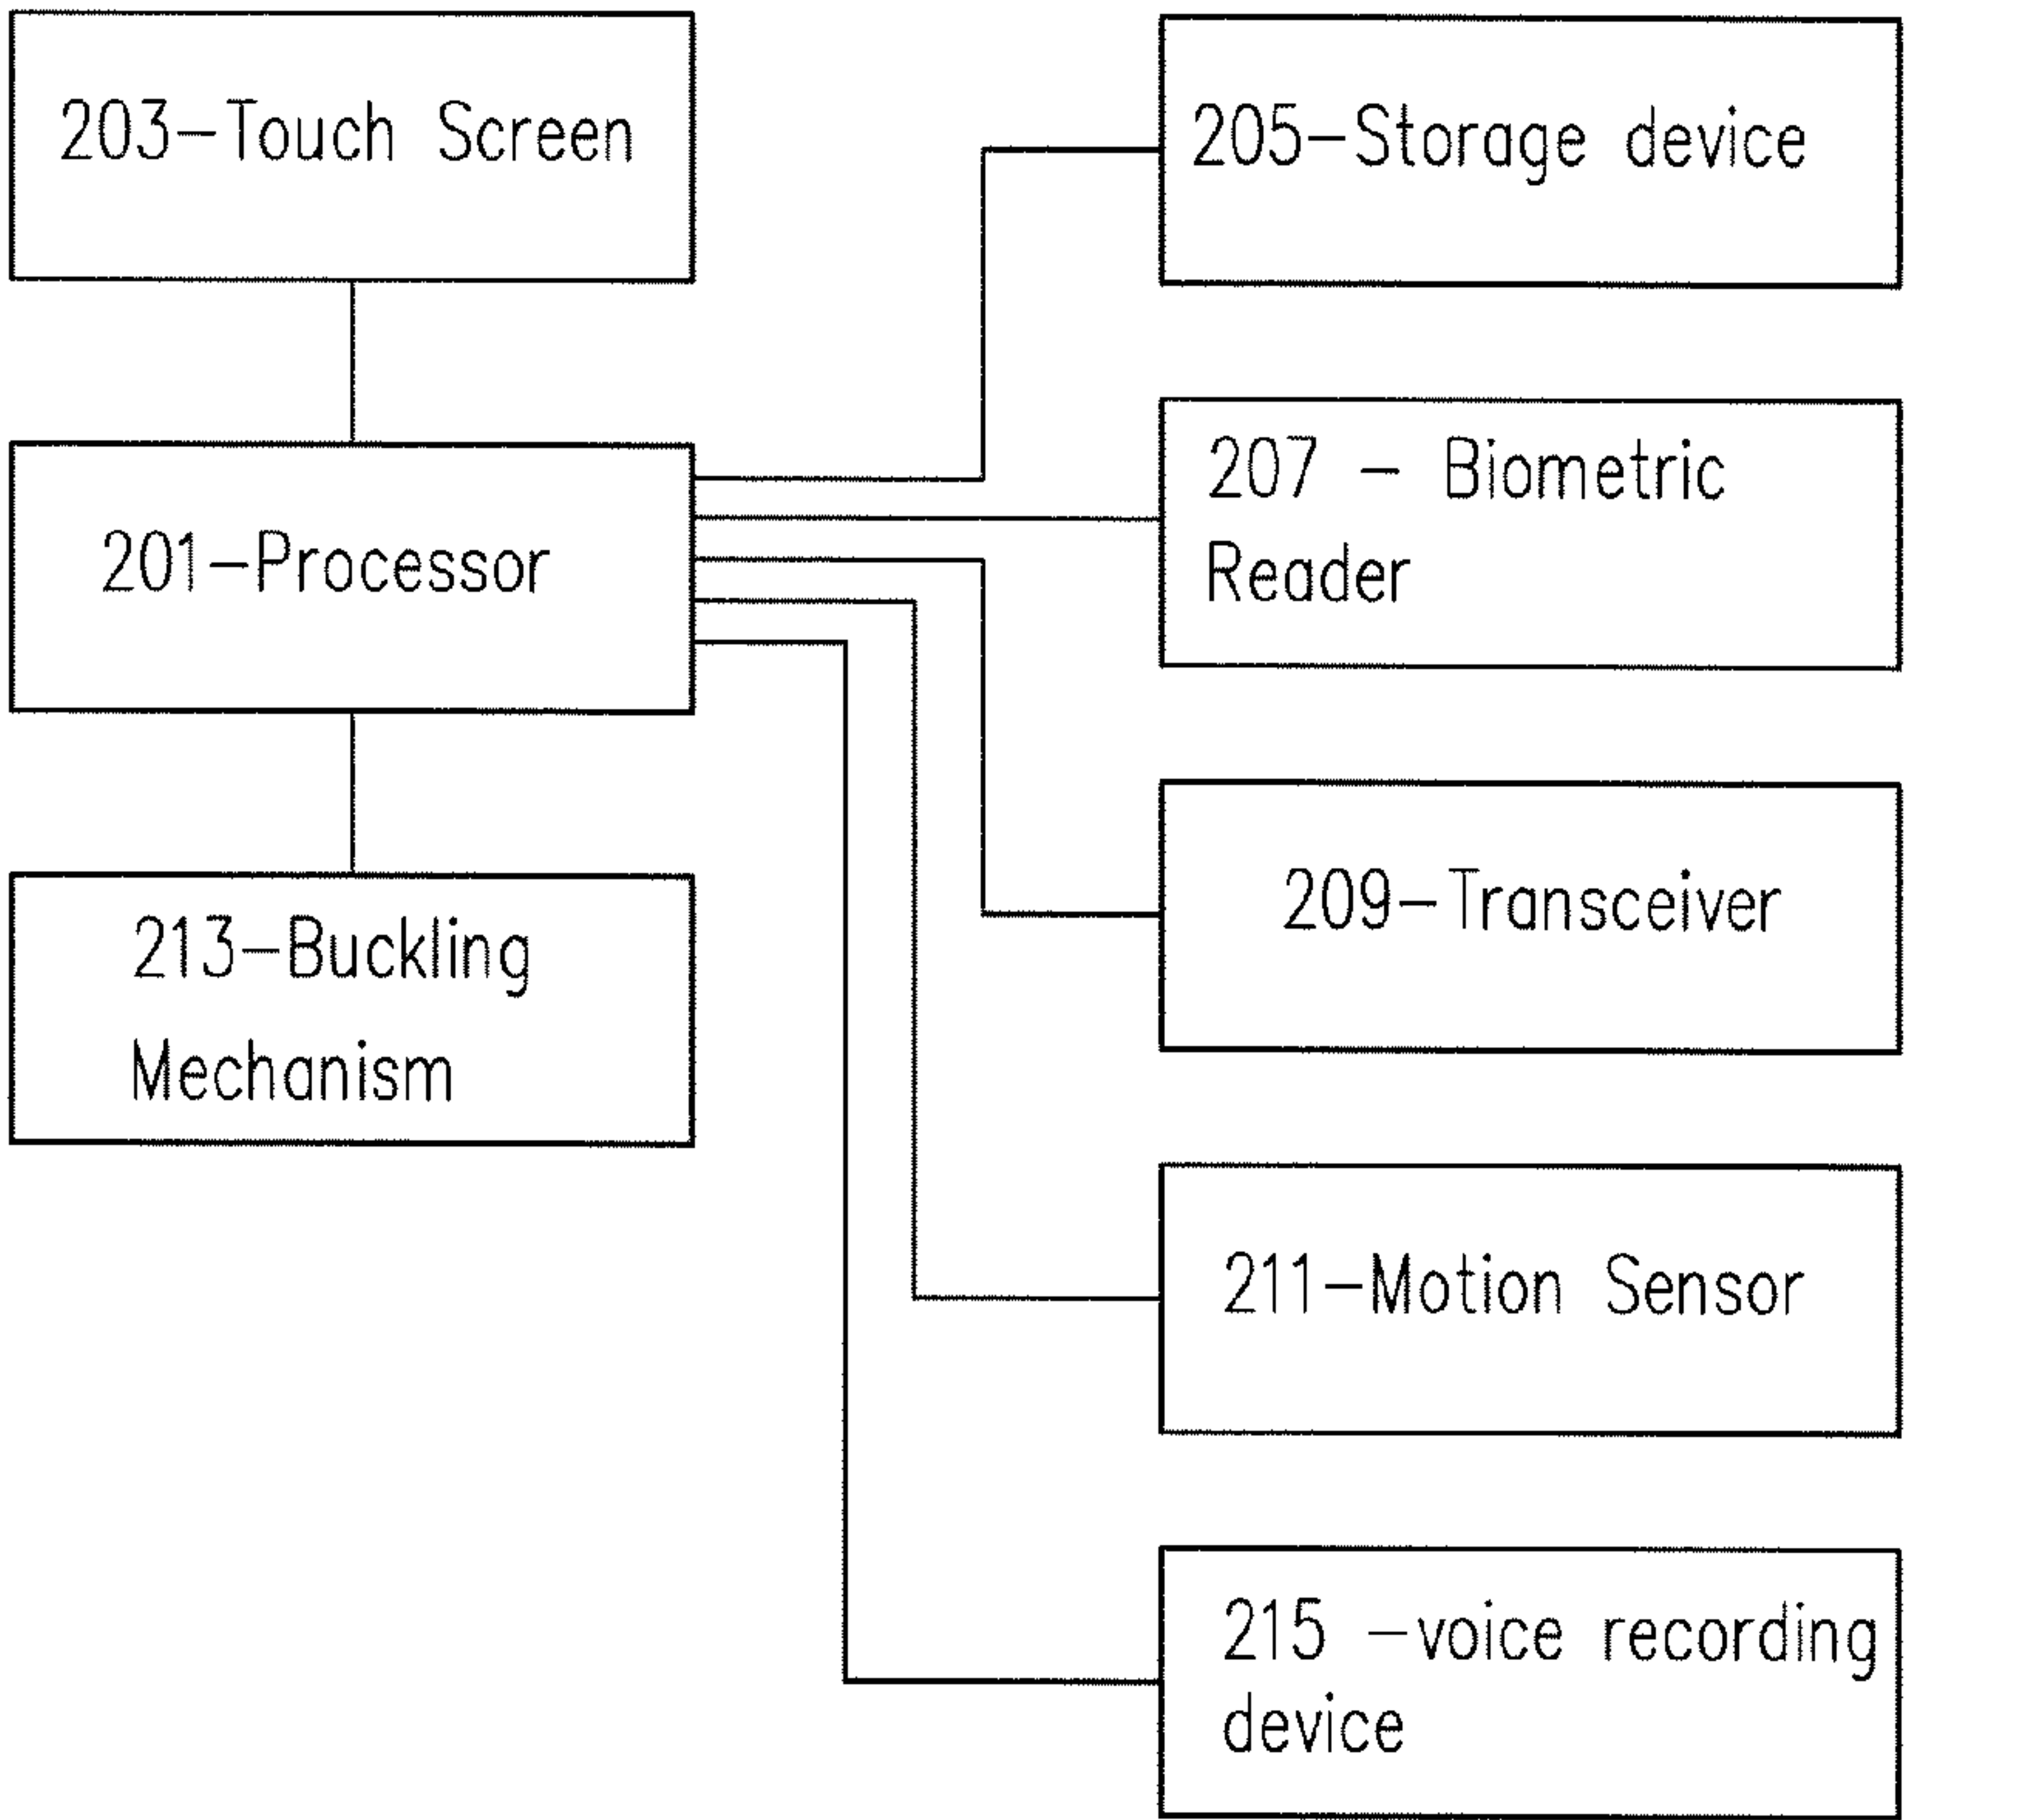 203-Touch Screen
201-Processor
213-Buckling
Mechanism
205-Storage device
207 - Biometric
Reader
209-Transceiver
211-Motion Sensor
215 -voice recording
device